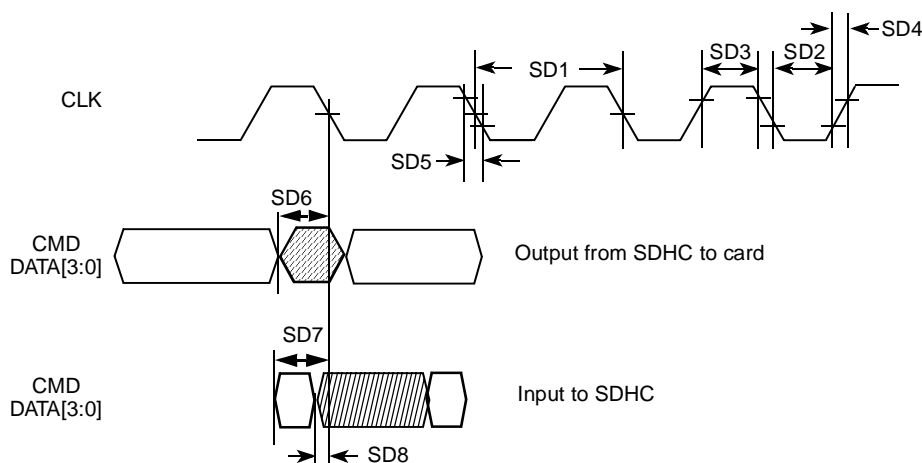 SD4
SD3 SD2
SD1
CLK
SD5
SD6
CMD
DATA[3:0]
Output from SDHC to card
SD7
CMD
DATA[3:0]
Input to SDHC
SD8